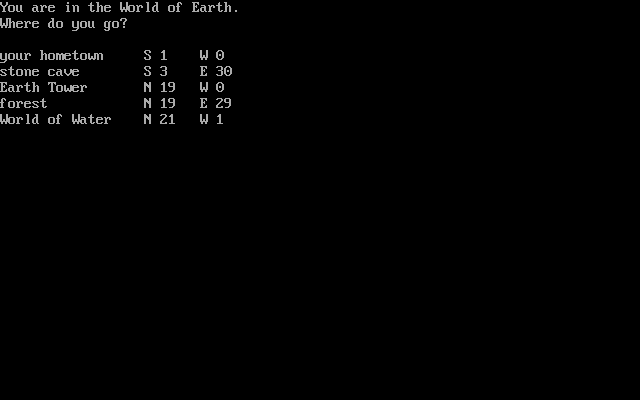 You are in the World of Earth.
Where do you go?
your hometown S 1 W 0
stone cave S 3 E 30
Earth Tower N 19 W 0
forest N 19 E 29
World of Water N 21 W 1